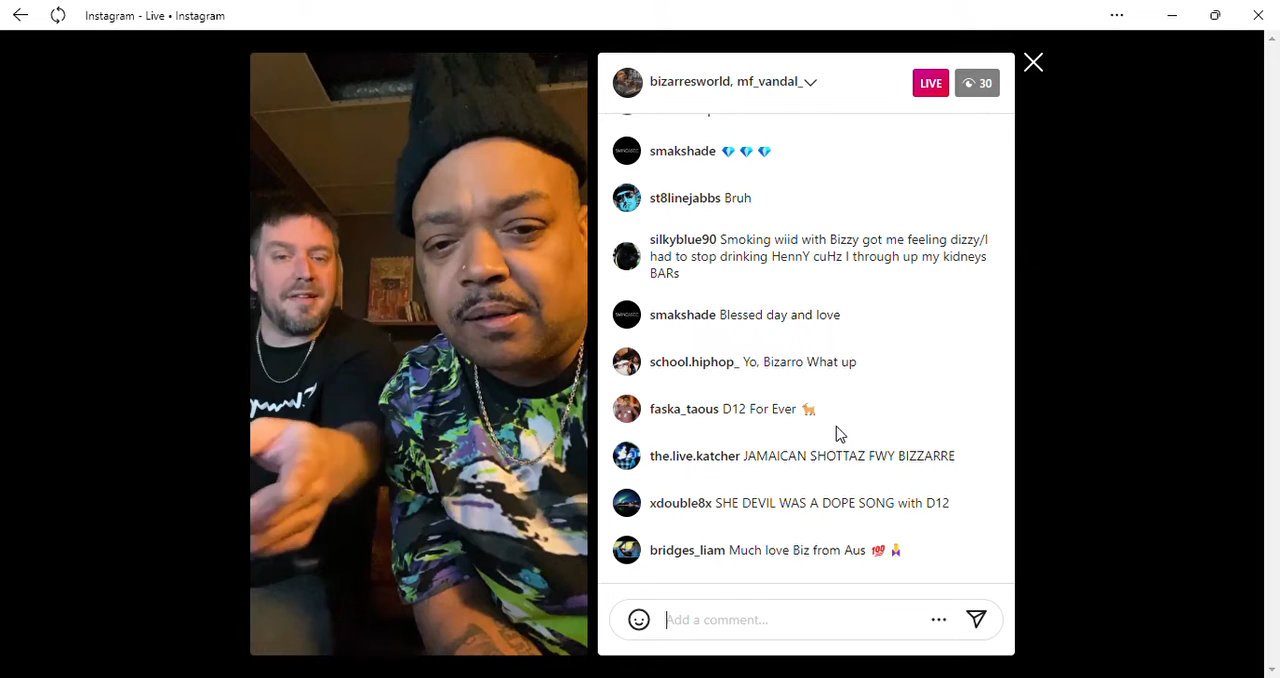 Instagram - Live • Instagram
bizarresworld, mf_vandal_
LIVE
30
smakshade 💎 💎 💎
st8linejabbs Bruh
silkyblue90 Smoking wiid with Bizzy got me feeling dizzy/I
had to stop drinking HennY cuHz I through up my kidneys
BARs
smakshade Blessed day and love
school.hiphop_ Yo, Bizarro What up
faska_taous D12 For Ever 🐐
the.live.katcher JAMAICAN SHOTTAZ FWY BIZZARRE
xdouble8x SHE DEVIL WAS A DOPE SONG with D12
bridges_liam Much love Biz from Aus 💯 🙏
Add a comment...